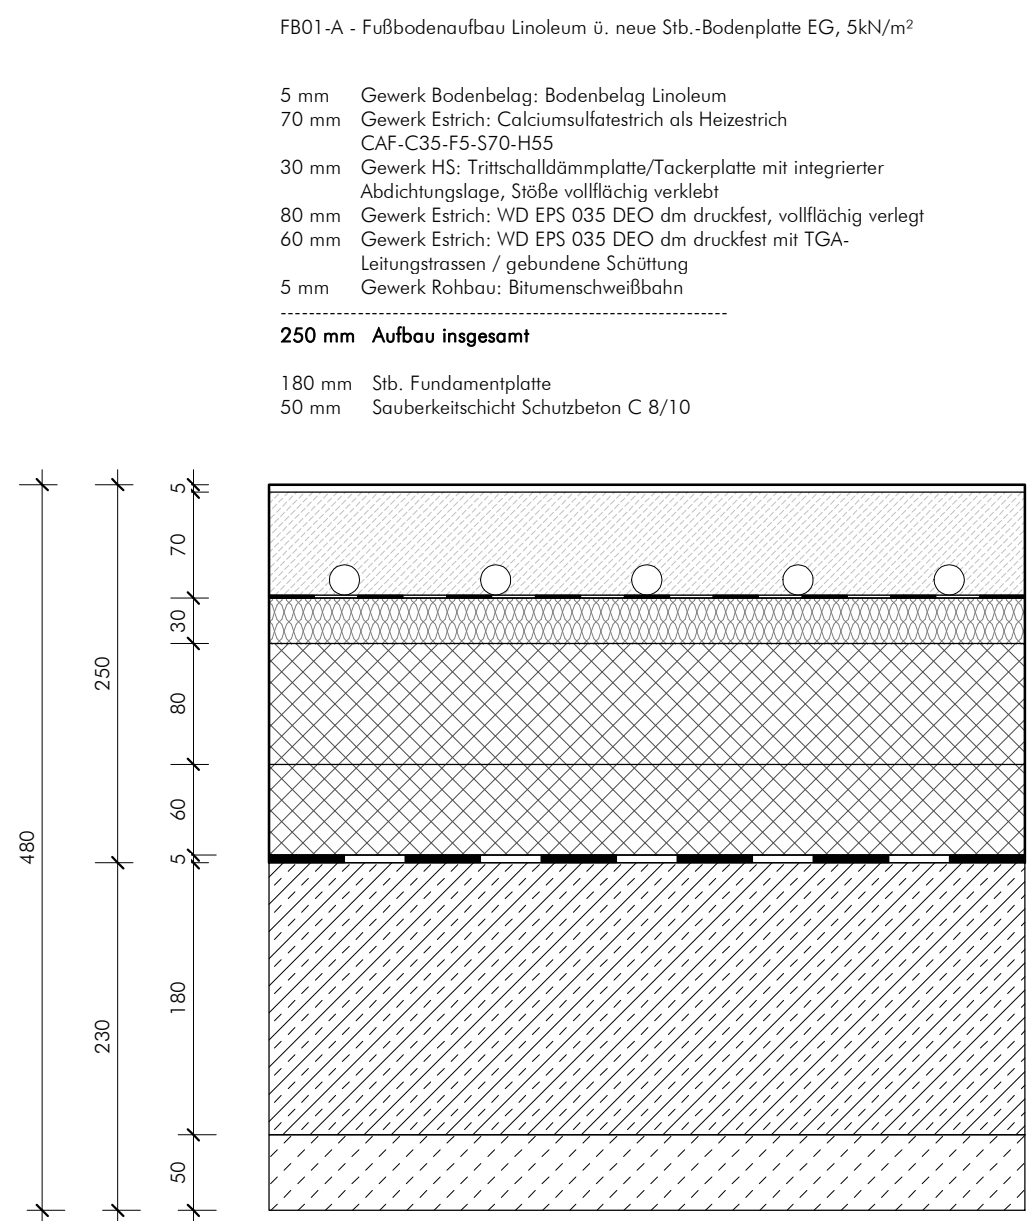 FB01-A - Fußbodenaufbau Linoleum ü. neue Stb.-Bodenplatte EG, 5kN/m²
5 mm Gewerk Bodenbelag: Bodenbelag Linoleum
70 mm Gewerk Estrich: Calciumsulfatestrich als Heizestrich
CAF-C35-F5-S70-H55
30 mm Gewerk HS: Trittschalldämmplatte/Tackerplatte mit integrierter
Abdichtungslage, Stöße vollflächig verklebt
80 mm Gewerk Estrich: WD EPS 035 DEO dm druckfest, vollflächig verlegt
60 mm Gewerk Estrich: WD EPS 035 DEO dm druckfest mit TGA-
Leitungstrassen / gebundene Schüttung
5 mm Gewerk Rohbau: Bitumenschweißbahn
----------------------------------------------------------------
250 mm Aufbau insgesamt
180 mm Stb. Fundamentplatte
50 mm Sauberkeitschicht Schutzbeton C 8/10
5
70
30
250
80
60
480
5
180
230
50